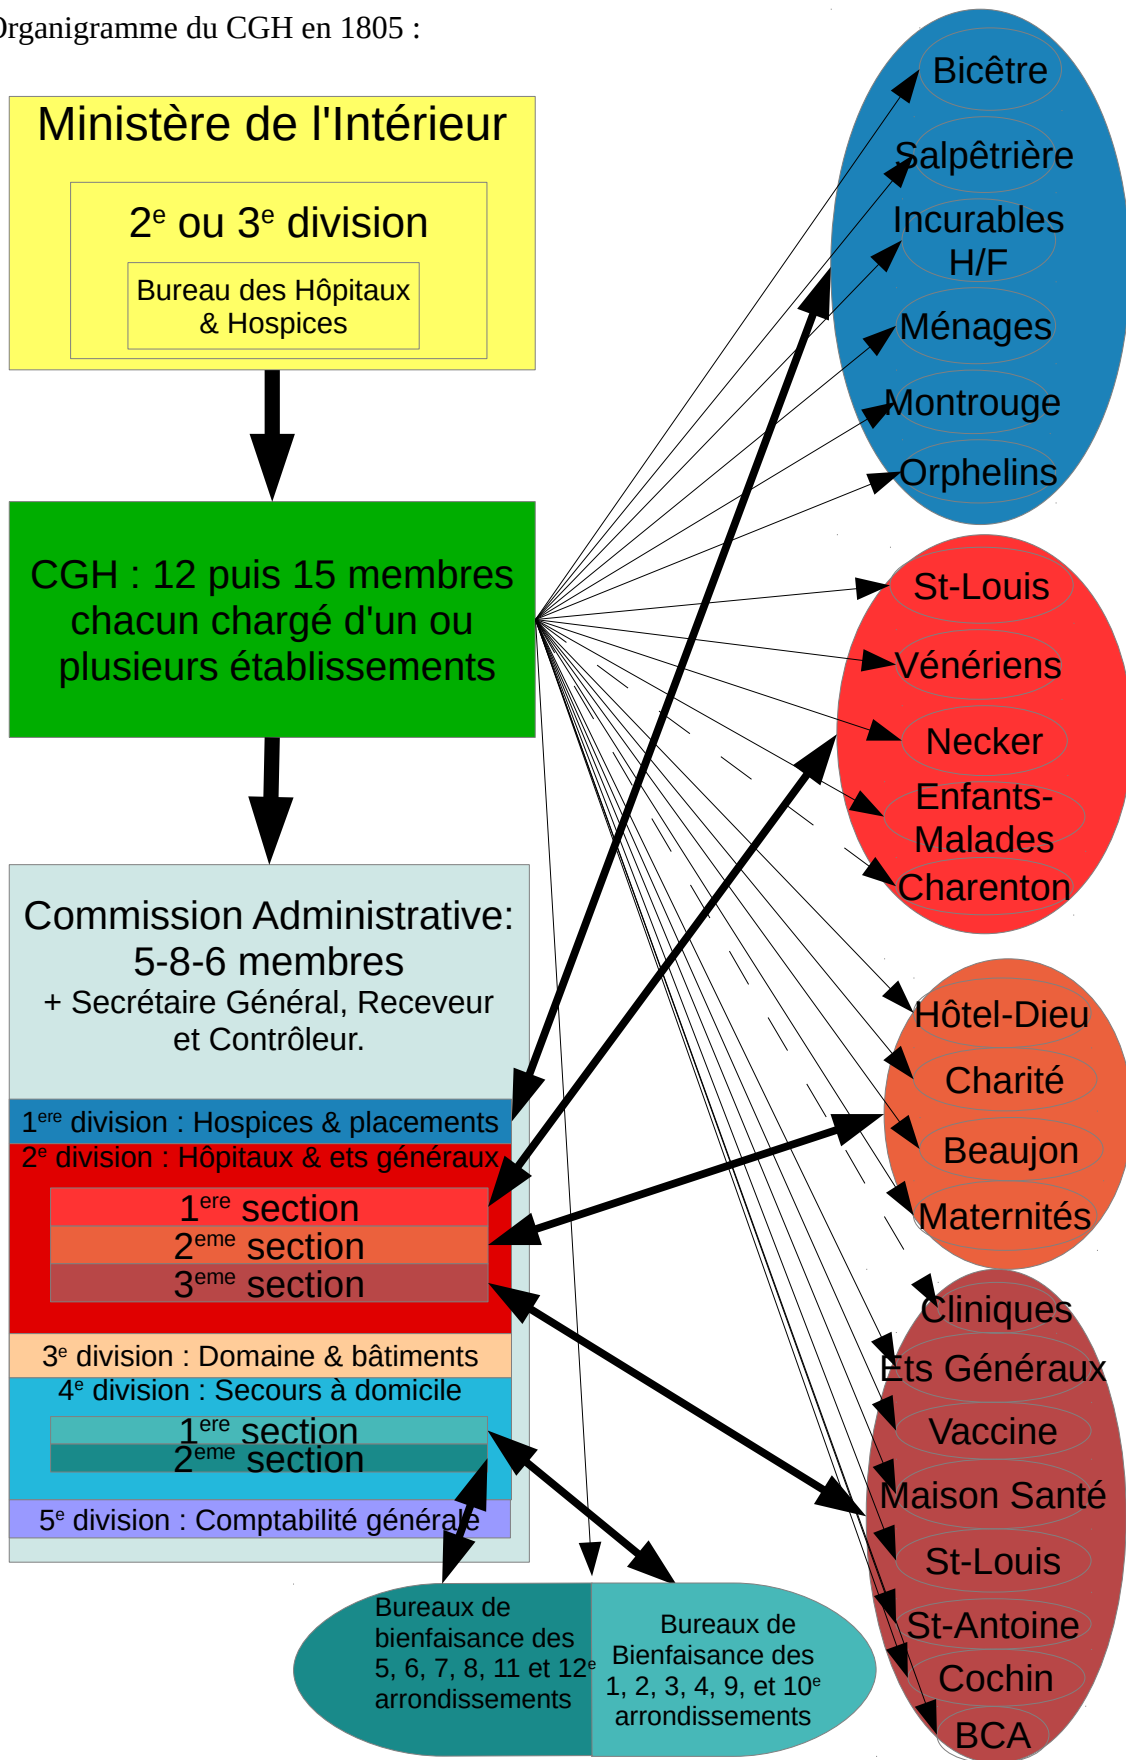 Organigramme du CGH en 1805 :
Ministère de l'Intérieur
2e ou 3e division
Bureau des Hôpitaux
& Hospices
CGH : 12 puis 15 membres
chacun chargé d'un ou
plusieurs établissements
Commission Administrative:
5-8-6 membres
+ Secrétaire Général, Receveur
et Contrôleur.
1ere division : Hospices & placements
2e division : Hôpitaux & ets généraux
1ere section
2eme section
3eme section
3e division : Domaine & bâtiments
4e division : Secours à domicile
1ere section
2eme section
5e division : Comptabilité générale
Bicêtre
Salpêtrière
Incurables
H/F
Ménages
Montrouge
Orphelins
St-Louis
Vénériens
Necker
Enfants-
Malades
Charenton
Hôtel-Dieu
Charité
Beaujon
Maternités
Cliniques
Ets Généraux
Vaccine
Maison Santé
St-Louis
St-Antoine
Cochin
BCA
Bureaux de
bienfaisance des
5, 6, 7, 8, 11 et 12e
arrondissements
Bureaux de
Bienfaisance des
1, 2, 3, 4, 9, et 10e
arrondissements